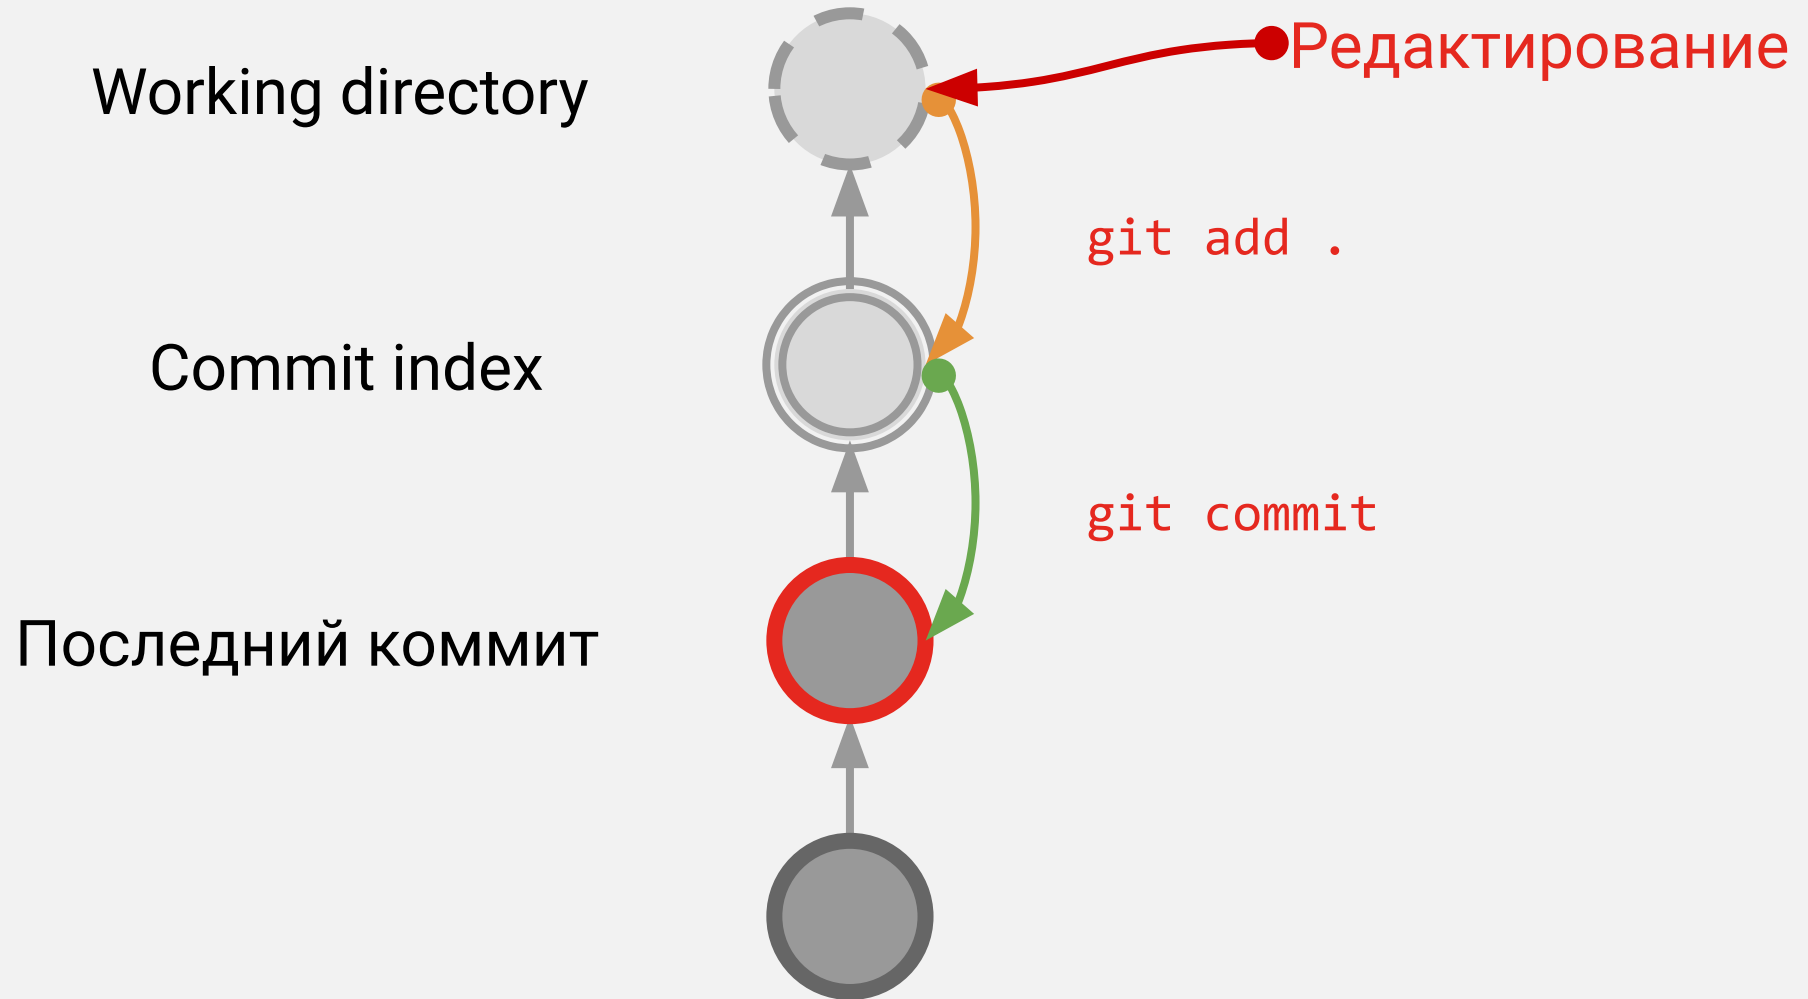 Редактирование
Working directory
git add .
Commit index
git commit
Последний коммит